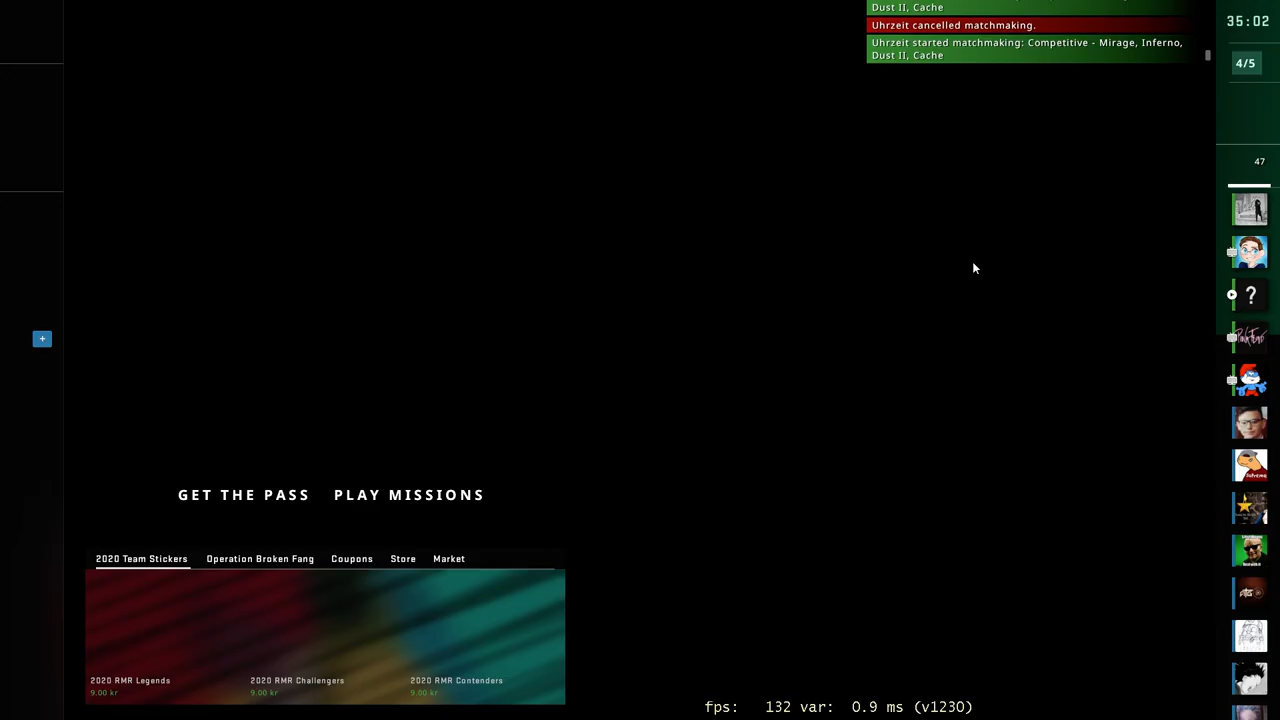 Dust II, Cache
Uhrzeit cancelled matchmaking.
Uhrzeit started matchmaking: Competitive - Mirage, Inferno,
Dust II, Cache
35:02
4/5
47
?
+
GET THE PASS PLAY MISSIONS
2020 Team Stickers Operation Broken Fang Coupons Store Market
2020 RMR Legends 2020 RMR Challengers 2020 RMR Contenders
9.00 kr 9.00 kr 9.00 kr
fps: 132 var: 0.9 ms (v1230)